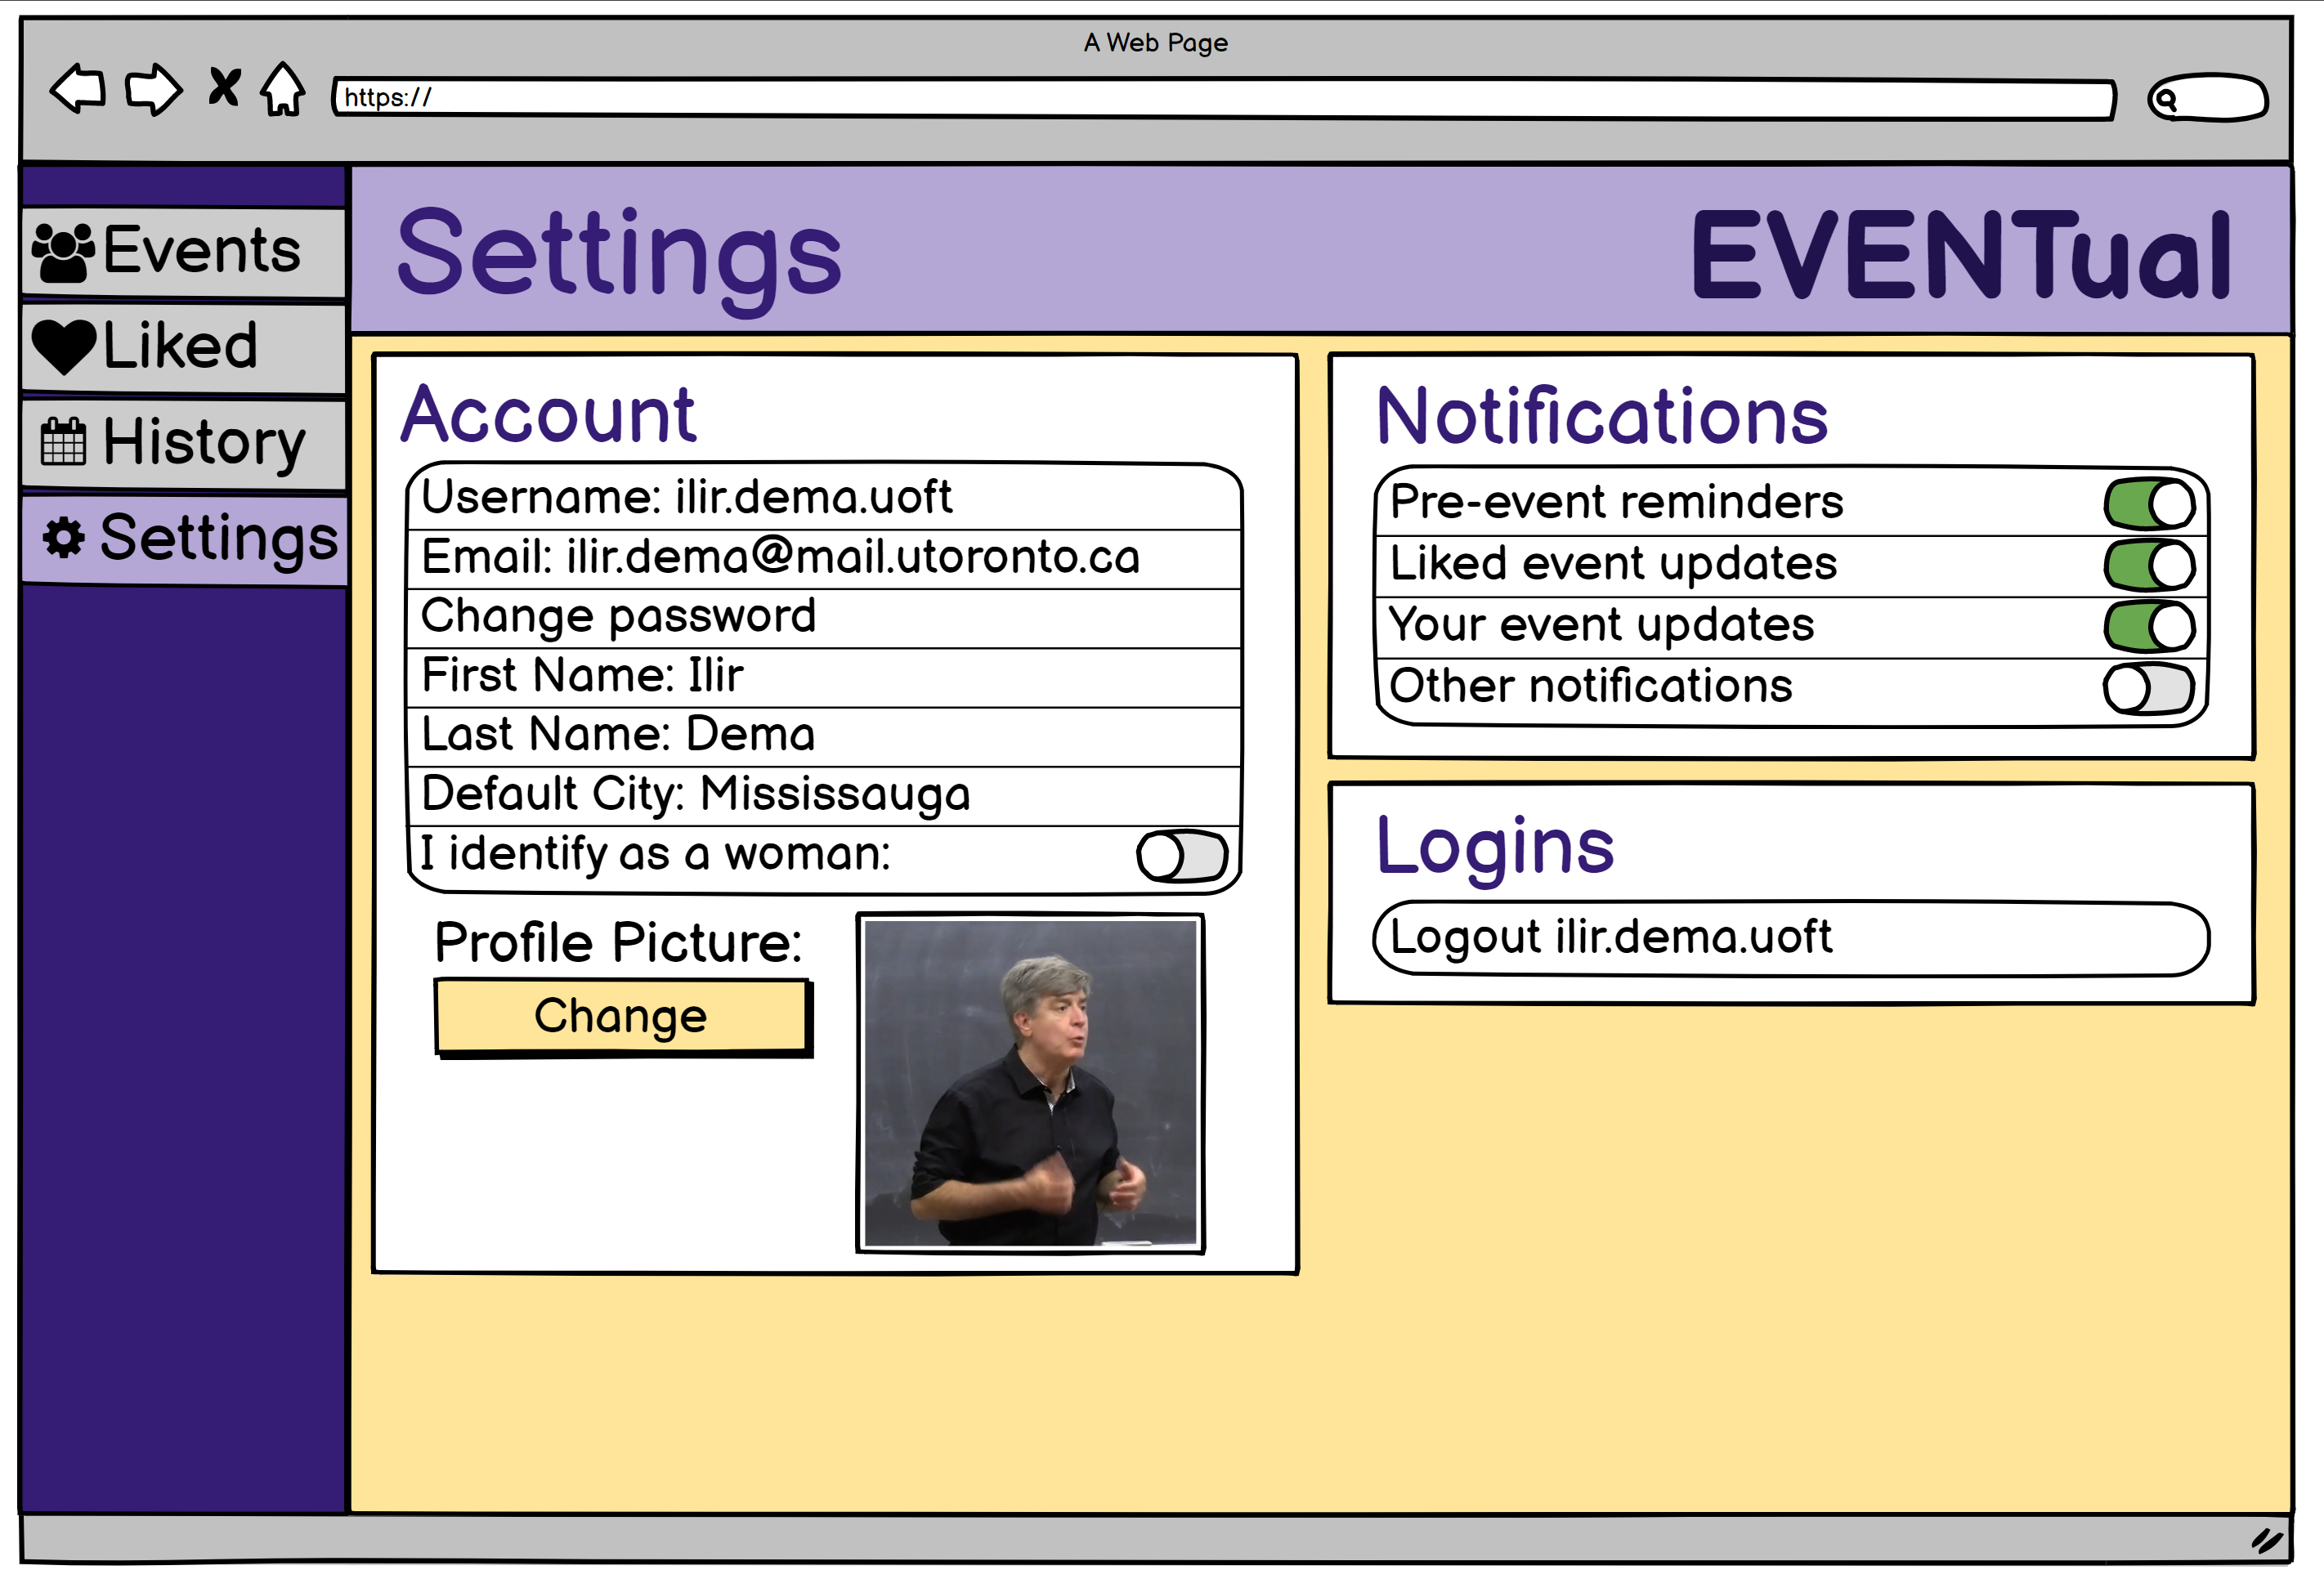 A Web Page
https://
Events
Liked
History
Settings
Settings
EVENTual
Account
Username: ilir.dema.uoft
Email: ilir.dema@mail.utoronto.ca
Change password
First Name: Ilir
Last Name: Dema
Default City: Mississauga
I identify as a woman:
Profile Picture:
Change
Notifications
Pre-event reminders
Liked event updates
Your event updates
Other notifications
Logins
Logout ilir.dema.uoft